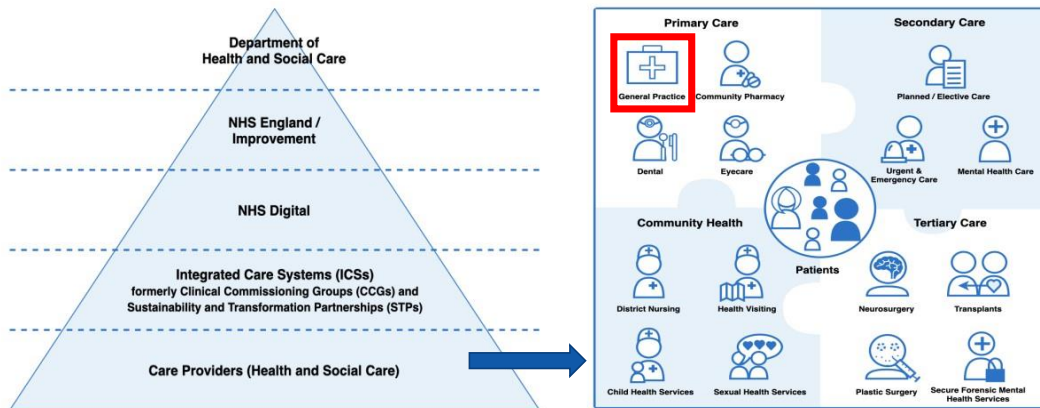 Department of
Health and Social Care
NHS England /
Improvement
NHS Digital
Integrated Care Systems (ICSs)
formerly Clinical Commissioning Groups (CCGs) and
Sustainability and Transformation Partnerships (STPs)
Care Providers (Health and Social Care)
Primary Care
General Practice
Community Pharmacy
Dental
Eyecare
Secondary Care
Planned / Elective Care
Urgent &
Emergency Care
Mental Health Care
Community Health
District Nursing
Health Visiting
Child Health Services
Sexual Health Services
Patients
Tertiary Care
Neurosurgery
Transplants
Plastic Surgery
Secure Forensic Mental
Health Services